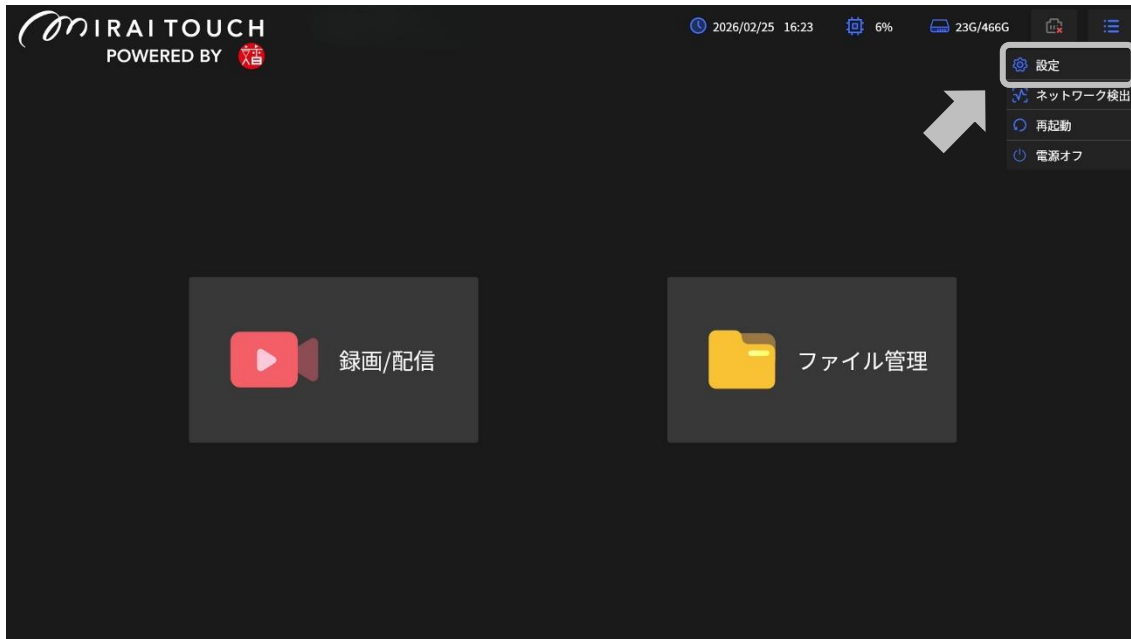 MIRAI TOUCH
POWERED BY
2026/02/25 16:23 6% 23G/466G
設定
ネットワーク検出
再起動
電源オフ
録画/配信 ファイル管理